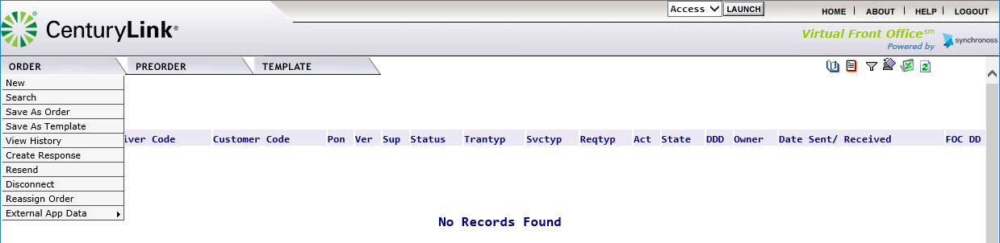 Access LAUNCH HOME | ABOUT | HELP | LOGOUT
CenturyLink®
Virtual Front Office℠
Powered by synchronoss
ORDER PREORDER TEMPLATE
New
Search
Save As Order
Save As Template
View History
iver Code Customer Code Pon Ver Sup Status Trantyp Svctyp Reqtyp Act State DDD Owner Date Sent/ Received FOC DD
Create Response
Resend
Disconnect
Reassign Order
External App Data
No Records Found